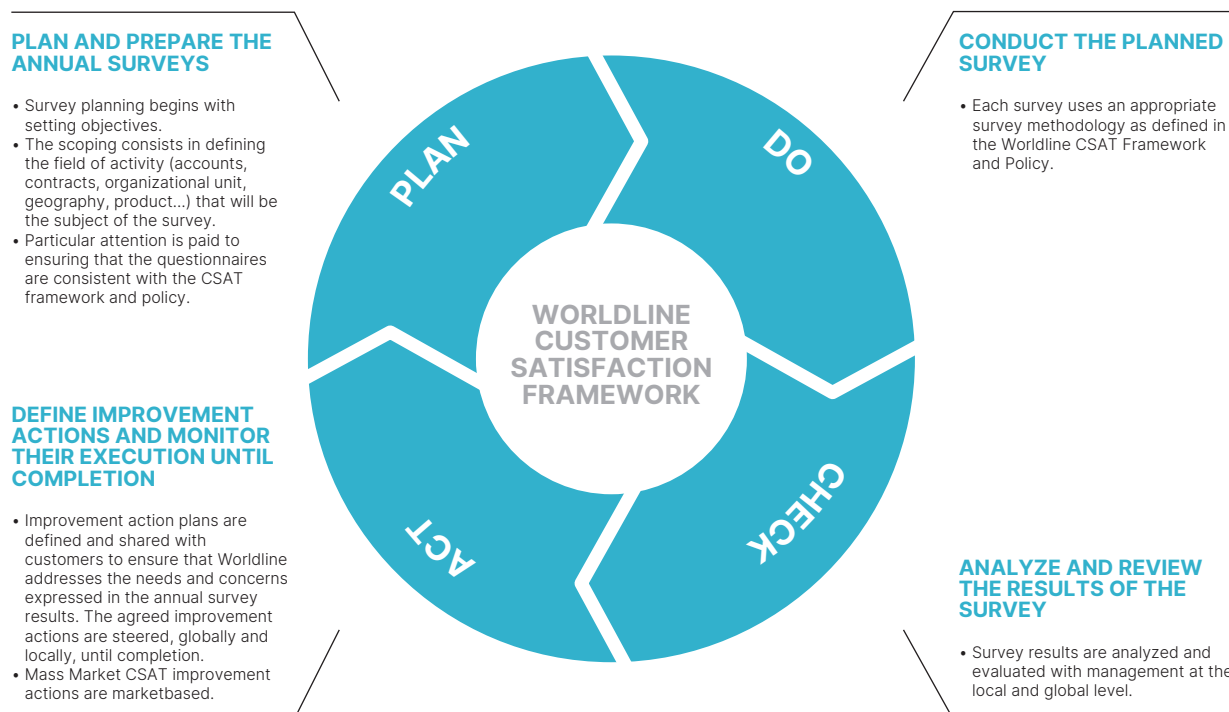 PLAN AND PREPARE THE
ANNUAL SURVEYS
• Survey planning begins with
setting objectives.
• The scoping consists in defining
the field of activity (accounts,
contracts, organizational unit,
geography, product...) that will be
the subject of the survey.
• Particular attention is paid to
ensuring that the questionnaires
are consistent with the CSAT
framework and policy.
PLAN
DO
CONDUCT THE PLANNED
SURVEY
• Each survey uses an appropriate
survey methodology as defined in
the Worldline CSAT Framework
and Policy.
WORLDLINE
CUSTOMER
SATISFACTION
FRAMEWORK
DEFINE IMPROVEMENT
ACTIONS AND MONITOR
THEIR EXECUTION UNTIL
COMPLETION
• Improvement action plans are
defined and shared with
customers to ensure that Worldline
addresses the needs and concerns
expressed in the annual survey
results. The agreed improvement
actions are steered, globally and
locally, until completion.
• Mass Market CSAT improvement
actions are marketbased.
ACT
CHECK
ANALYZE AND REVIEW
THE RESULTS OF THE
SURVEY
• Survey results are analyzed and
evaluated with management at the
local and global level.